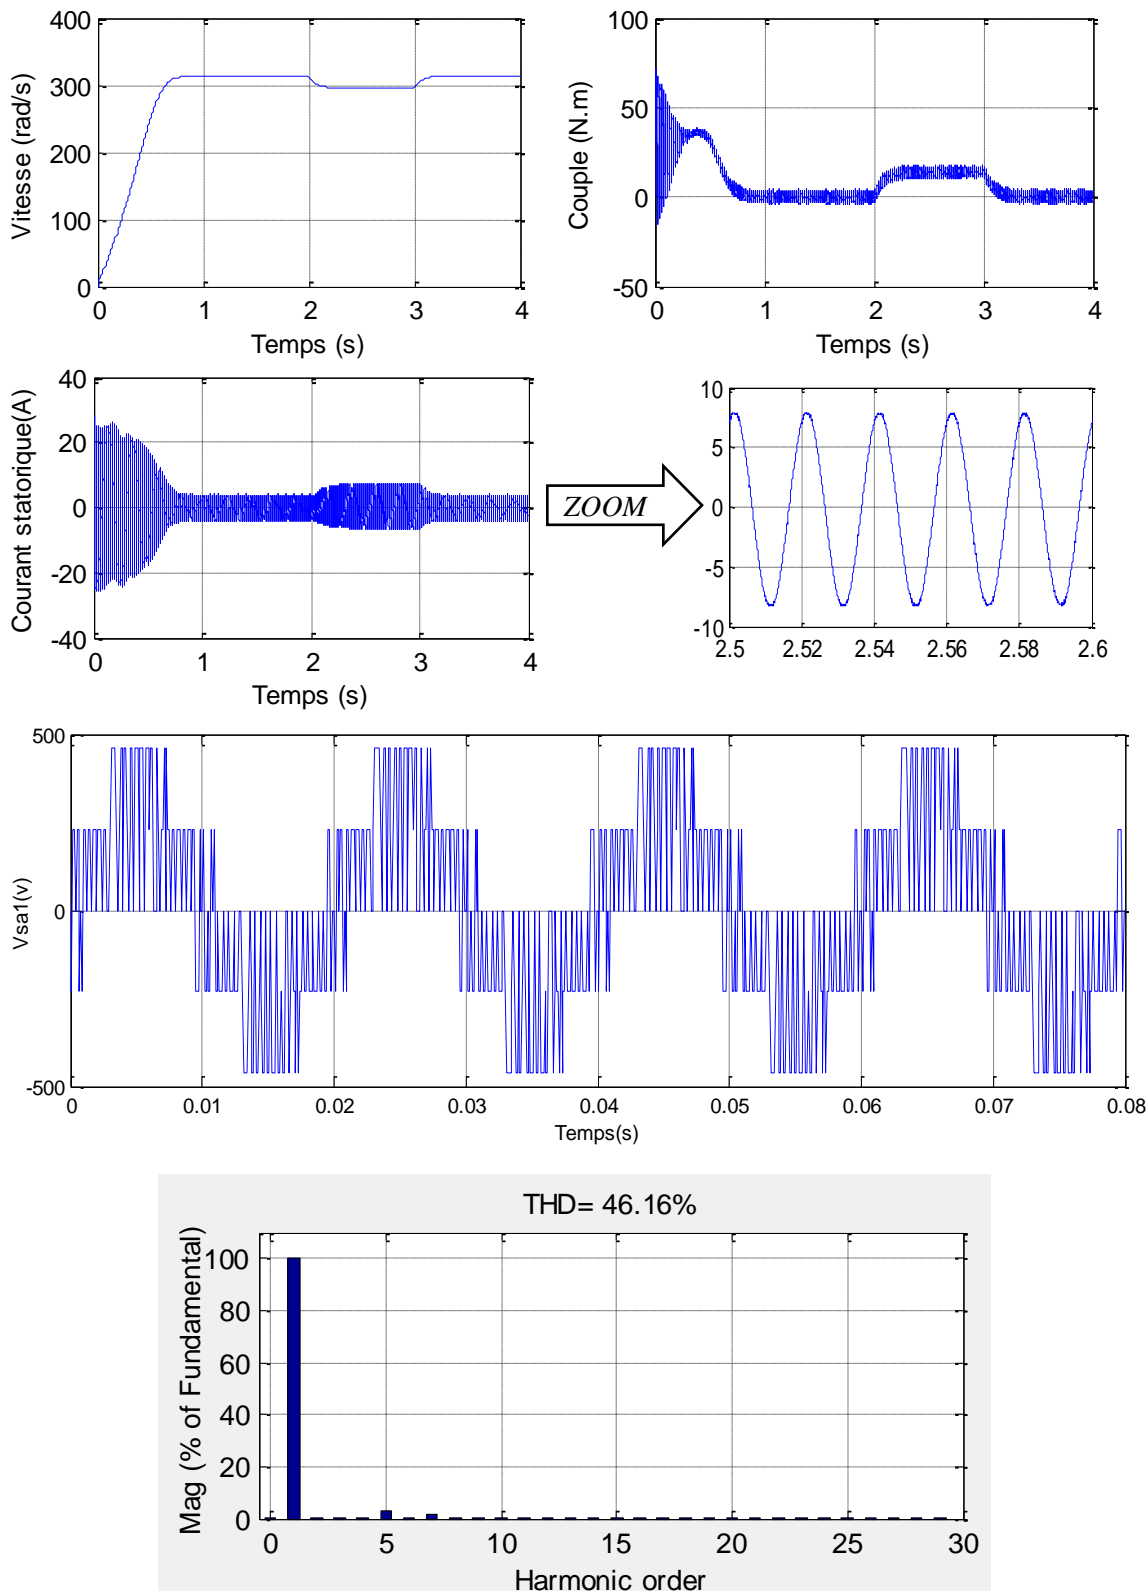 400
300
200
100
0
Vitesse (rad/s)
0 1 2 3 4
Temps (s)
100
50
0
-50
Couple (N.m)
0 1 2 3 4
Temps (s)
40
20
0
-20
-40
Courant statorique(A)
0 1 2 3 4
Temps (s)
ZOOM
10
5
0
-5
-10
2.5 2.52 2.54 2.56 2.58 2.6
500
0
-500
Vsa1(v)
0 0.01 0.02 0.03 0.04 0.05 0.06 0.07 0.08
Temps(s)
THD= 46.16%
100
80
60
40
20
0
Mag (% of Fundamental)
0 5 10 15 20 25 30
Harmonic order